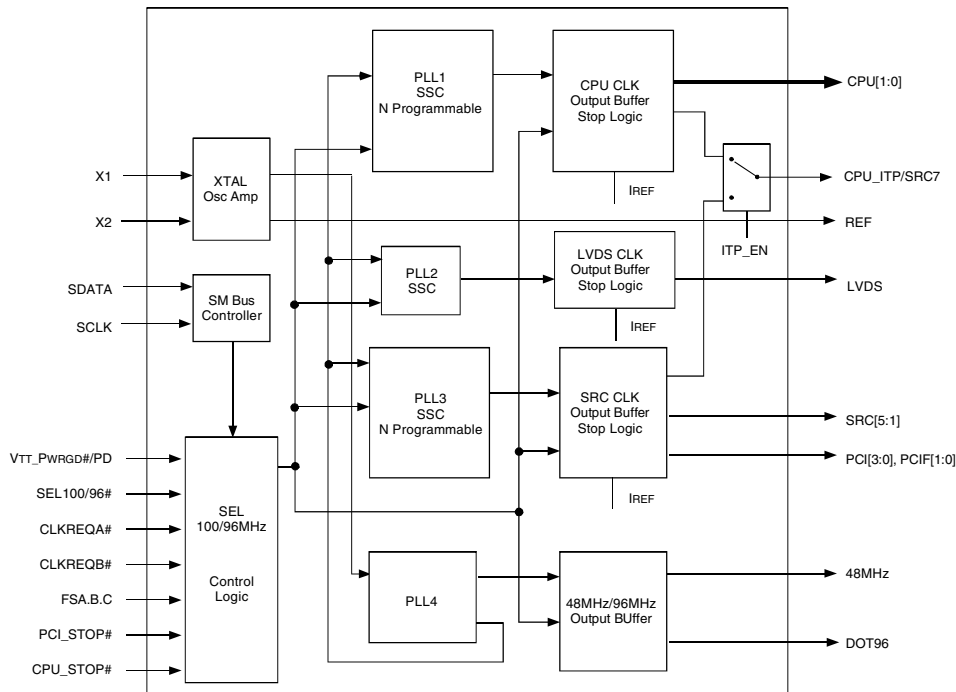 PLL1
SSC
N Programmable
CPU CLK
Output Buffer
Stop Logic
CPU[1:0]
IREF
X1
X2
XTAL
Osc Amp
CPU_ITP/SRC7
REF
ITP_EN
PLL2
SSC
LVDS CLK
Output Buffer
Stop Logic
LVDS
IREF
SDATA
SCLK
SM Bus
Controller
PLL3
SSC
N Programmable
SRC CLK
Output Buffer
Stop Logic
SRC[5:1]
PCI[3:0], PCIF[1:0]
IREF
VTT_PWRGD#/PD
SEL100/96#
CLKREQA#
CLKREQB#
FSA.B.C
PCI_STOP#
CPU_STOP#
SEL
100/96MHz
Control
Logic
PLL4
48MHz/96MHz
Output BUffer
48MHz
DOT96